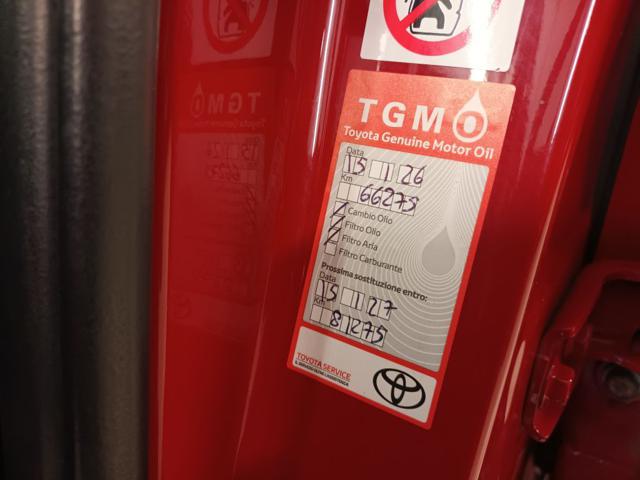 TGMO
Toyota Genuine Motor Oil
Data
15 1 26
Km
66275
Cambio Olio
Filtro Olio
Filtro Aria
Filtro Carburante
Prossima sostituzione entro:
Data
15 1 27
Km
81275
TOYOTA SERVICE